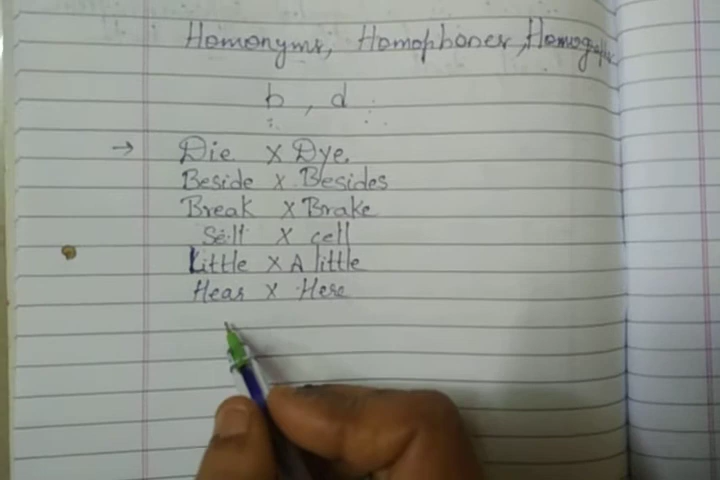 Homonyms, Homophones, Homographs
b, d
→ Die X Dye.
Beside X Besides
Break X Brake
Sell X cell
Little X A little
Hear X Here